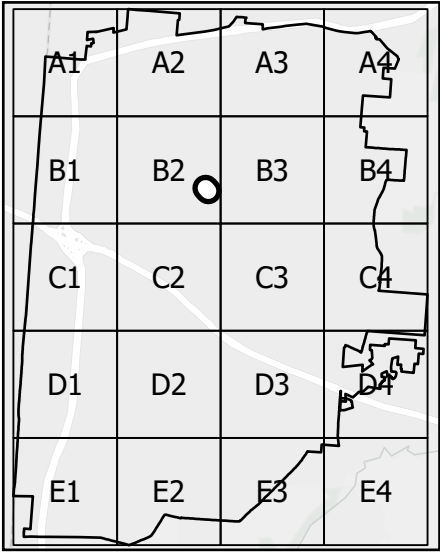 A1 A2 A3 A4
B1 B2 B3 B4
C1 C2 C3 C4
D1 D2 D3 D4
E1 E2 E3 E4